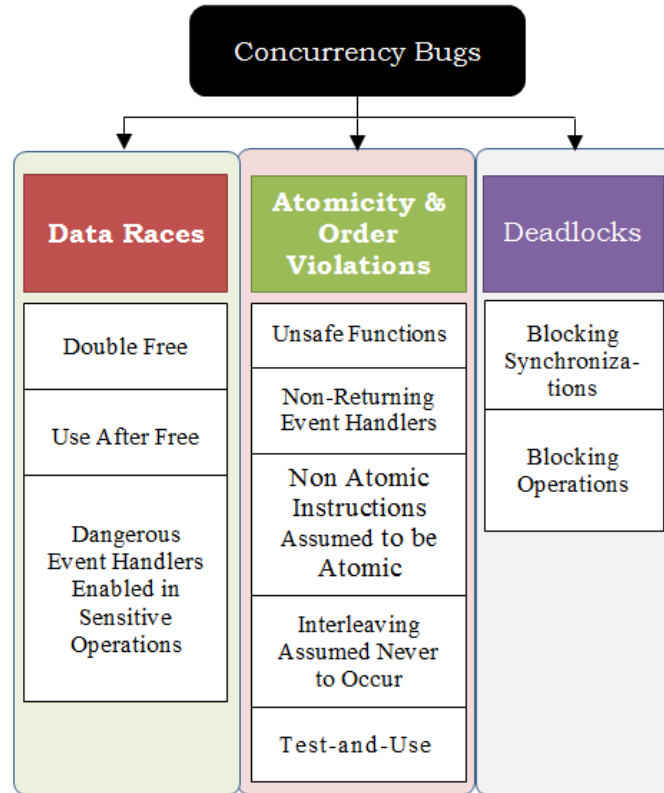 Concurrency Bugs
Data Races
Double Free
Use After Free
Dangerous
Event Handlers
Enabled in
Sensitive
Operations
Atomicity &
Order
Violations
Unsafe Functions
Non-Returning
Event Handlers
Non Atomic
Instructions
Assumed to be
Atomic
Interleaving
Assumed Never
to Occur
Test-and-Use
Deadlocks
Blocking
Synchroniza-
tions
Blocking
Operations